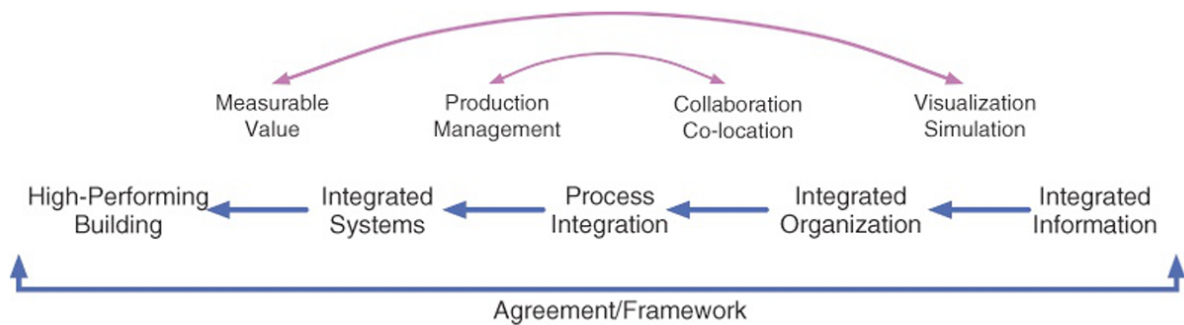 Measurable
Value
Production
Management
Collaboration
Co-location
Visualization
Simulation
High-Performing
Building
Integrated
Systems
Process
Integration
Integrated
Organization
Integrated
Information
Agreement/Framework